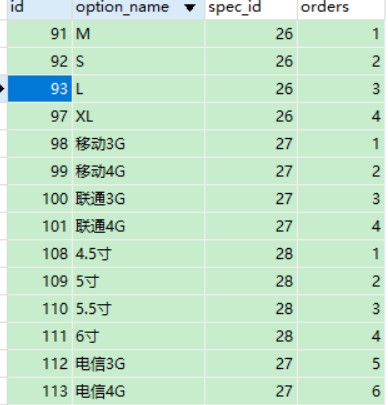 id option_name spec_id orders
91 M 26 1
92 S 26 2
93 L 26 3
97 XL 26 4
98 移动3G 27 1
99 移动4G 27 2
100 联通3G 27 3
101 联通4G 27 4
108 4.5寸 28 1
109 5寸 28 2
110 5.5寸 28 3
111 6寸 28 4
112 电信3G 27 5
113 电信4G 27 6